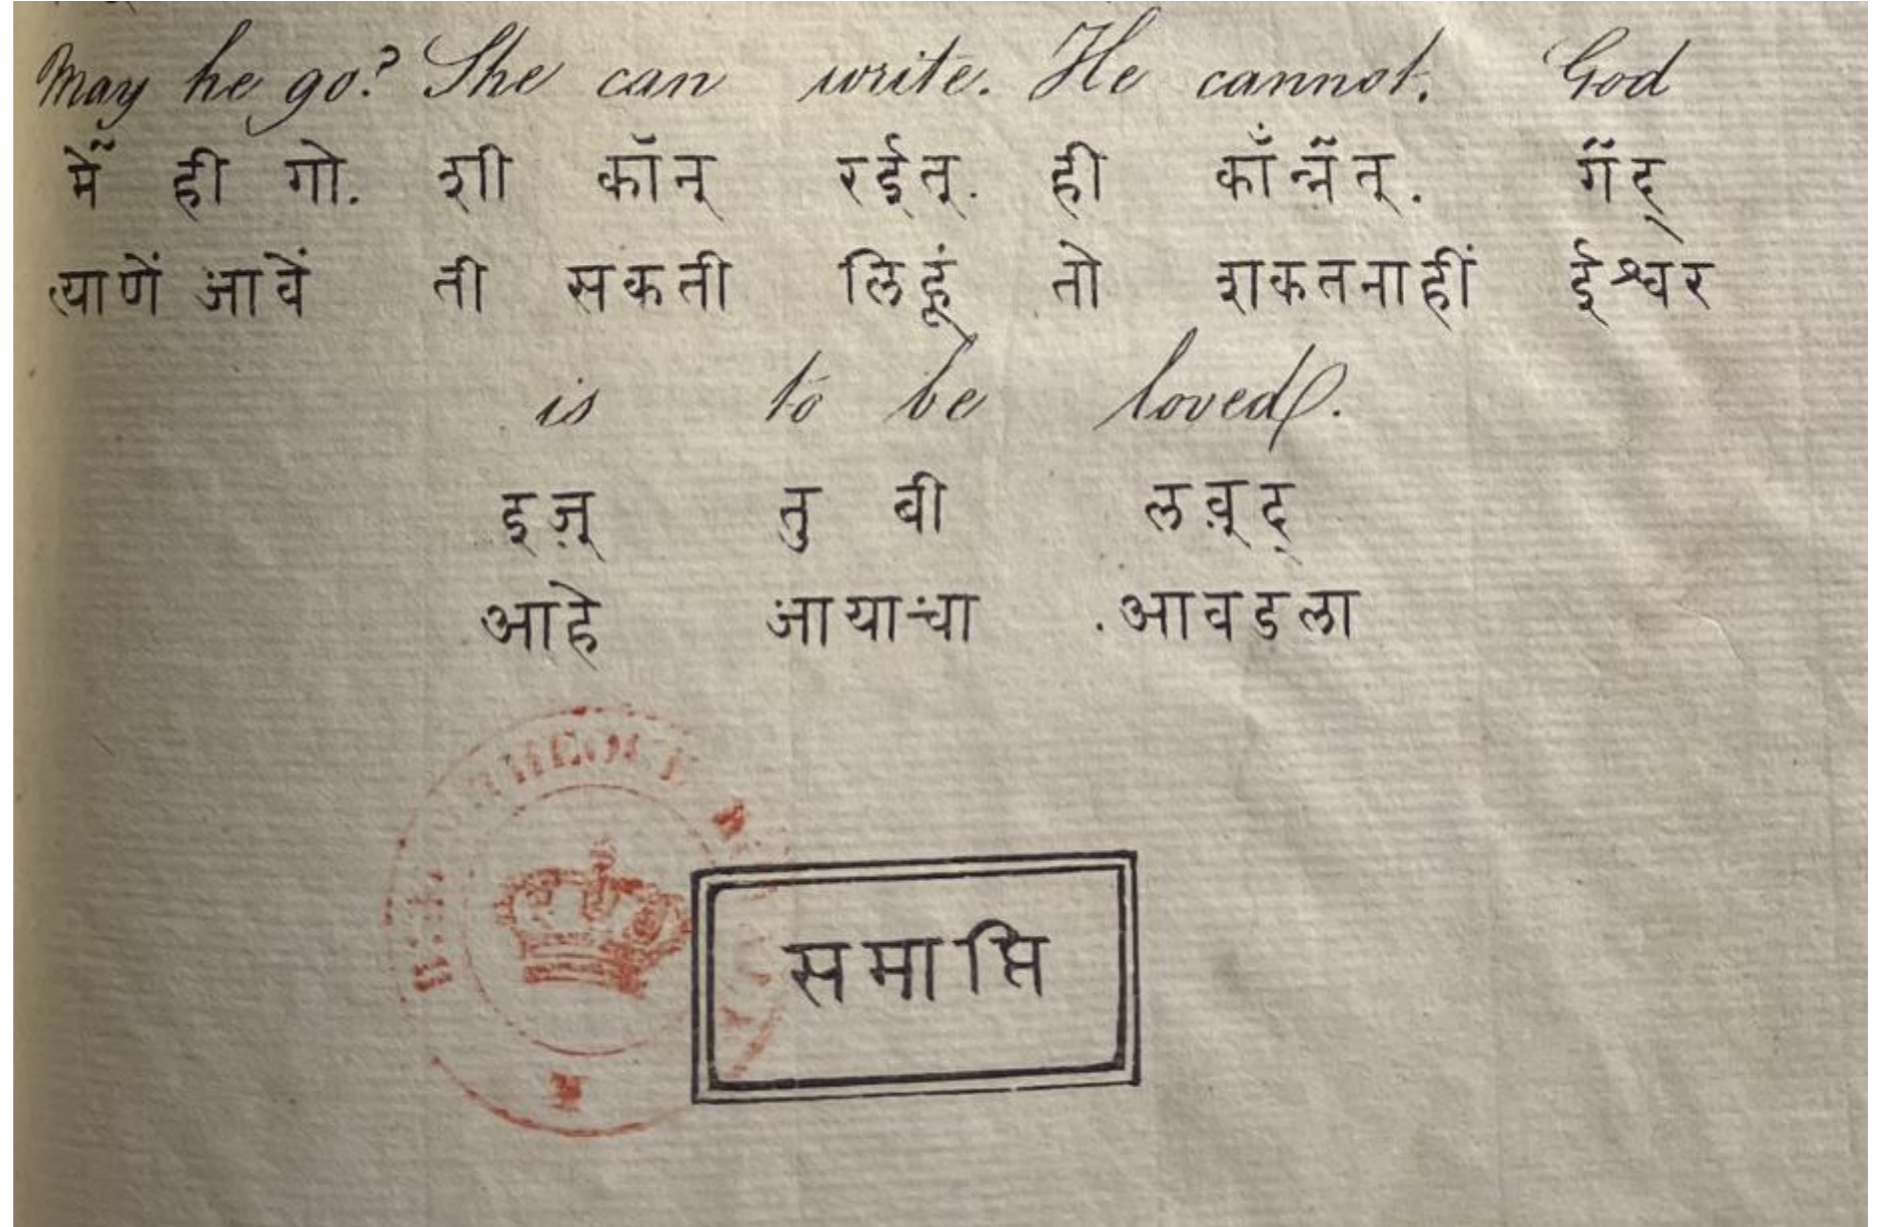 May he go? She can write. He cannot. God
में̈ ही गो. शी कॉन् रईत्. ही कॉँन्नॅ̈त्. गॅ̈द्
त्याणें जावें ती सकती लिहूं तो शकतनाहीं ईश्वर
is to be loved.
इज़् तु बी लव़्द्
आहे जायाचा आवडला
समाप्ति